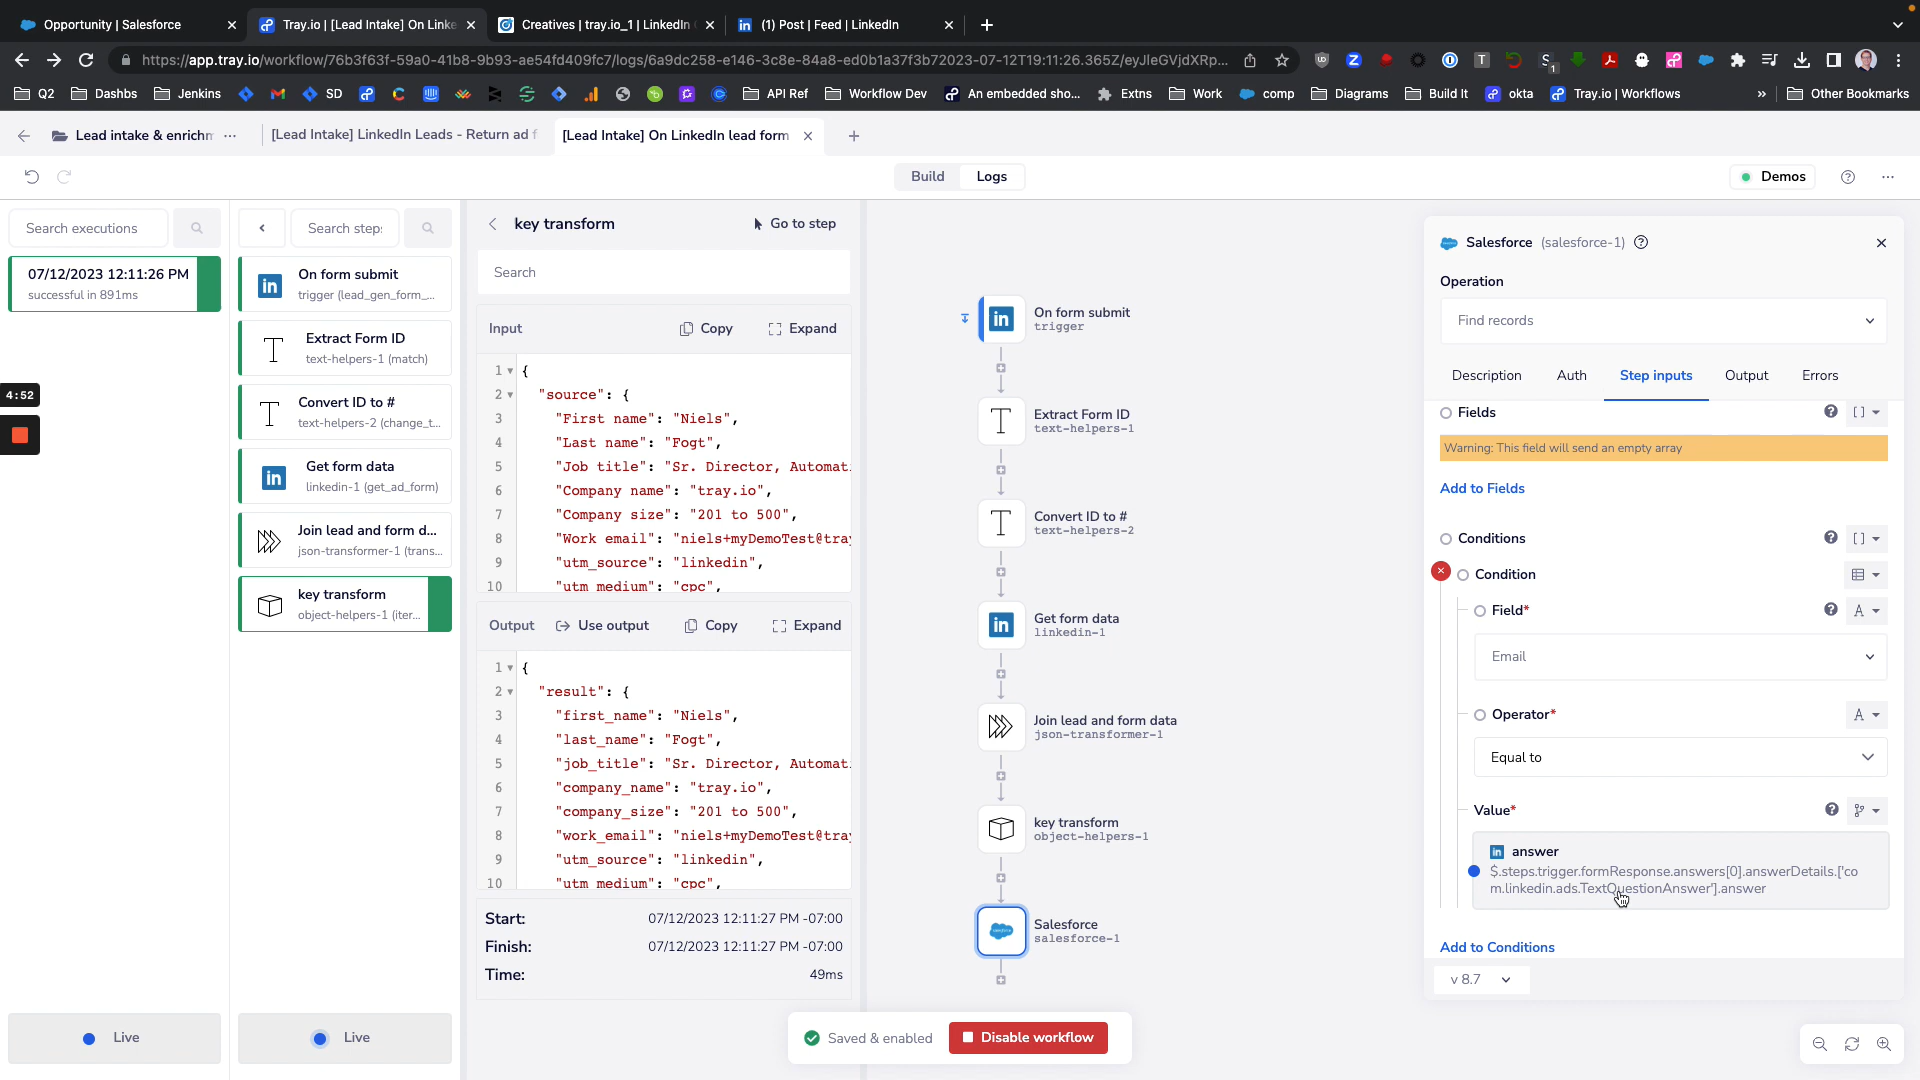 Opportunity | Salesforce
Tray.io | [Lead Intake] On Linke
Creatives | tray.io_1 | LinkedIn
(1) Post | Feed | LinkedIn
https://app.tray.io/workflow/76b3f63f-59a0-41b8-9b93-ae54fd409fc7/logs/6a9dc258-e146-3c8e-84a8-ed0b1a37f3b72023-07-12T19:11:26.365Z/eyJleGVjdXRp...
Q2
Dashbs
Jenkins
SD
API Ref
Workflow Dev
An embedded sho...
Extns
Work
comp
Diagrams
Build It
okta
Tray.io | Workflows
»
Other Bookmarks
Lead intake & enrichm
[Lead Intake] LinkedIn Leads - Return ad f
[Lead Intake] On LinkedIn lead form
Build
Logs
Demos
Search executions
07/12/2023 12:11:26 PM
successful in 891ms
4:52
Live
Search steps
On form submit
trigger (lead_gen_form_...
Extract Form ID
text-helpers-1 (match)
Convert ID to #
text-helpers-2 (change_t...
Get form data
linkedin-1 (get_ad_form)
Join lead and form d...
json-transformer-1 (trans...
key transform
object-helpers-1 (iter...
Live
key transform
Go to step
Search
Input
Copy
Expand
1 {
2 "source": {
3 "First name": "Niels",
4 "Last name": "Fogt",
5 "Job title": "Sr. Director, Automat
6 "Company name": "tray.io",
7 "Company size": "201 to 500",
8 "Work email": "niels+myDemoTest@tray
9 "utm_source": "linkedin",
10 "utm_medium": "cpc",
Output
Use output
Copy
Expand
1 {
2 "result": {
3 "first_name": "Niels",
4 "last_name": "Fogt",
5 "job_title": "Sr. Director, Automat
6 "company_name": "tray.io",
7 "company_size": "201 to 500",
8 "work_email": "niels+myDemoTest@tray
9 "utm_source": "linkedin",
10 "utm_medium": "cpc",
Start: 07/12/2023 12:11:27 PM -07:00
Finish: 07/12/2023 12:11:27 PM -07:00
Time: 49ms
On form submit
trigger
Extract Form ID
text-helpers-1
Convert ID to #
text-helpers-2
Get form data
linkedin-1
Join lead and form data
json-transformer-1
key transform
object-helpers-1
Salesforce
salesforce-1
Saved & enabled
Disable workflow
Salesforce (salesforce-1)
Operation
Find records
Description
Auth
Step inputs
Output
Errors
Fields
Warning: This field will send an empty array
Add to Fields
Conditions
Condition
Field*
Email
Operator*
Equal to
Value*
answer
$.steps.trigger.formResponse.answers[0].answerDetails.['co
m.linkedin.ads.TextQuestionAnswer'].answer
Add to Conditions
v 8.7